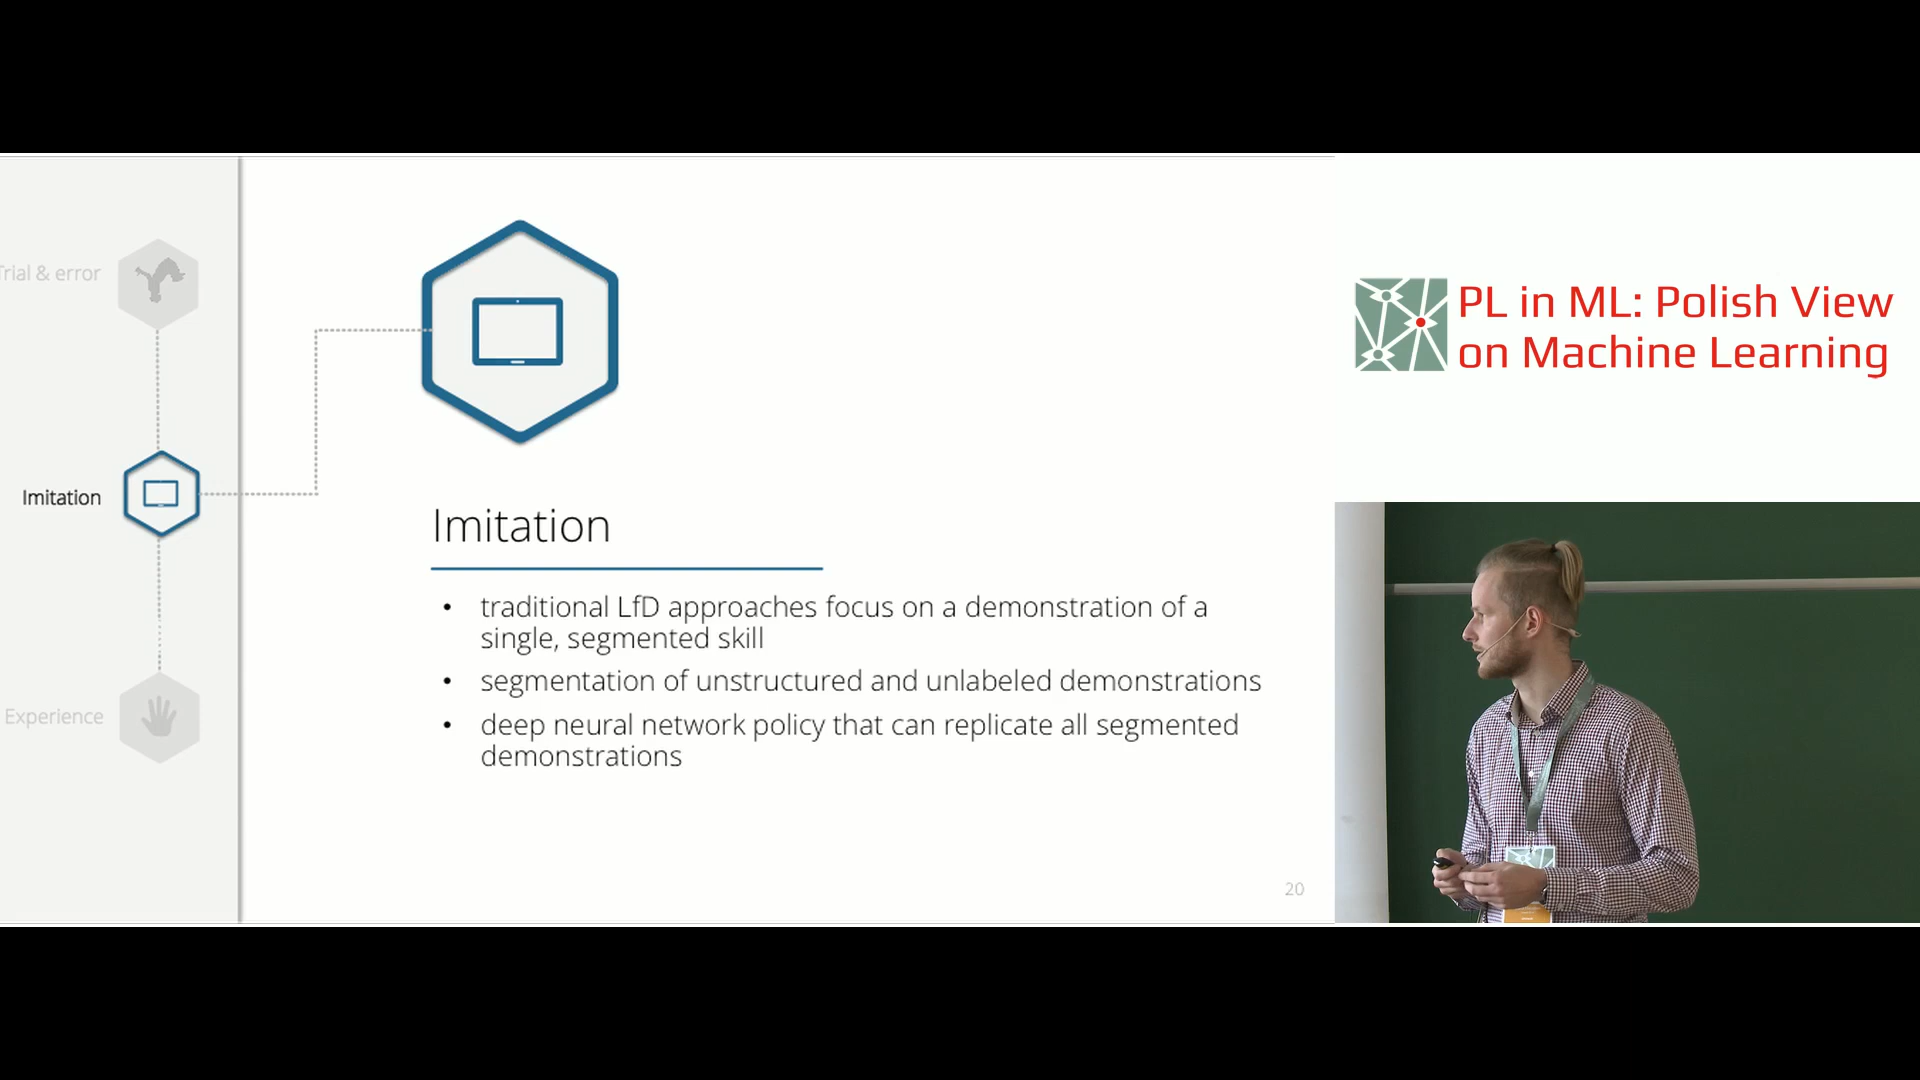 Trial & error
Imitation
Experience
Imitation
• traditional LfD approaches focus on a demonstration of a
single, segmented skill
• segmentation of unstructured and unlabeled demonstrations
• deep neural network policy that can replicate all segmented
demonstrations
20
PL in ML: Polish View
on Machine Learning